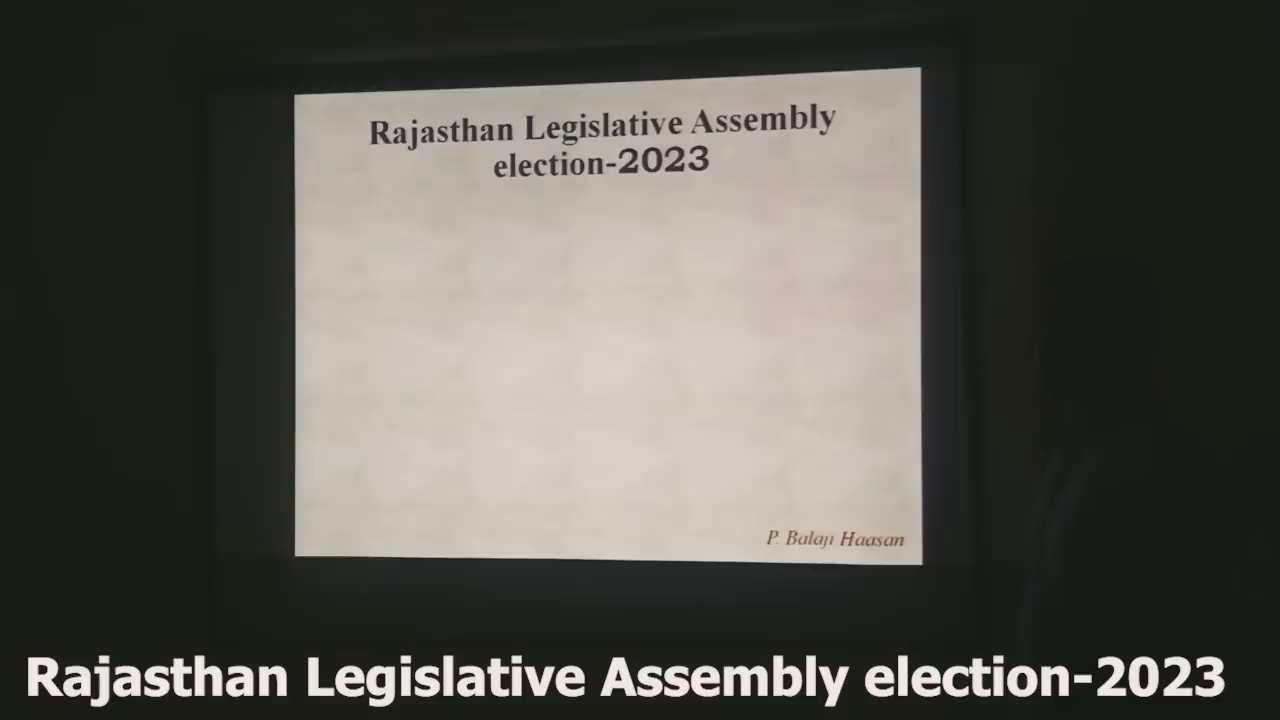 Rajasthan Legislative Assembly
election-2023
P. Balaji Haasan
Rajasthan Legislative Assembly election-2023